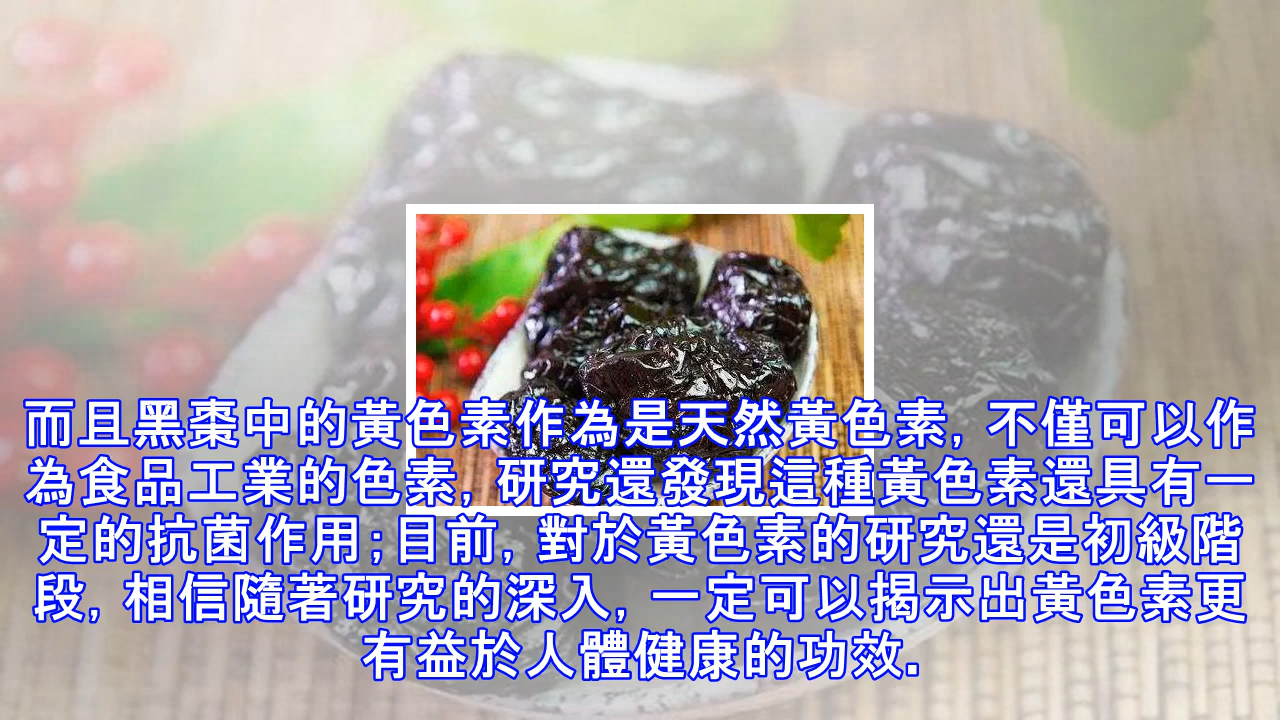 而且黑棗中的黃色素作為是天然黃色素, 不僅可以作
為食品工業的色素, 研究還發現這種黃色素還具有一
定的抗菌作用;目前, 對於黃色素的研究還是初級階
段, 相信隨著研究的深入, 一定可以揭示出黃色素更
有益於人體健康的功效.